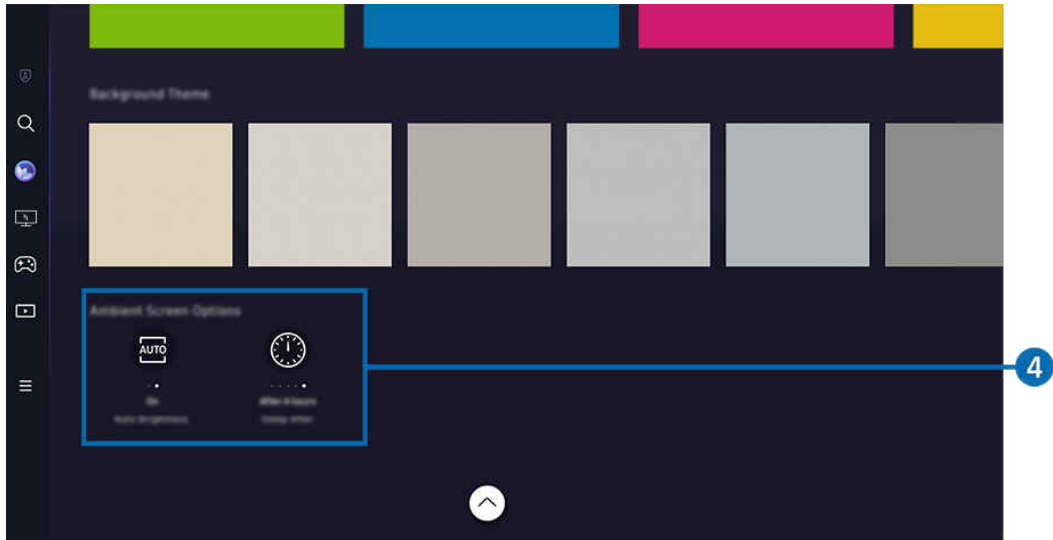 Background Theme
Ambient Screen Options
AUTO
4
On
After 4 hours
Auto Brightness
Sleep After